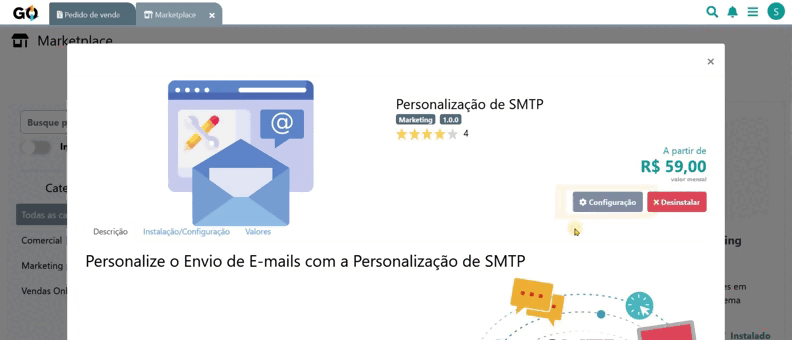 GO
Pedido de venda
Marketplace
S
Marketplace
Personalização de SMTP
Marketing 1.0.0
4
A partir de
R$ 59,00
valor mensal
Configuração
Desinstalar
Busque p
In
Cate
Todas as ca
Comercial
Marketing
Vendas Onl
Descrição
Instalação/Configuração
Valores
Personalize o Envio de E-mails com a Personalização de SMTP
ing
s em
ema
Instalado